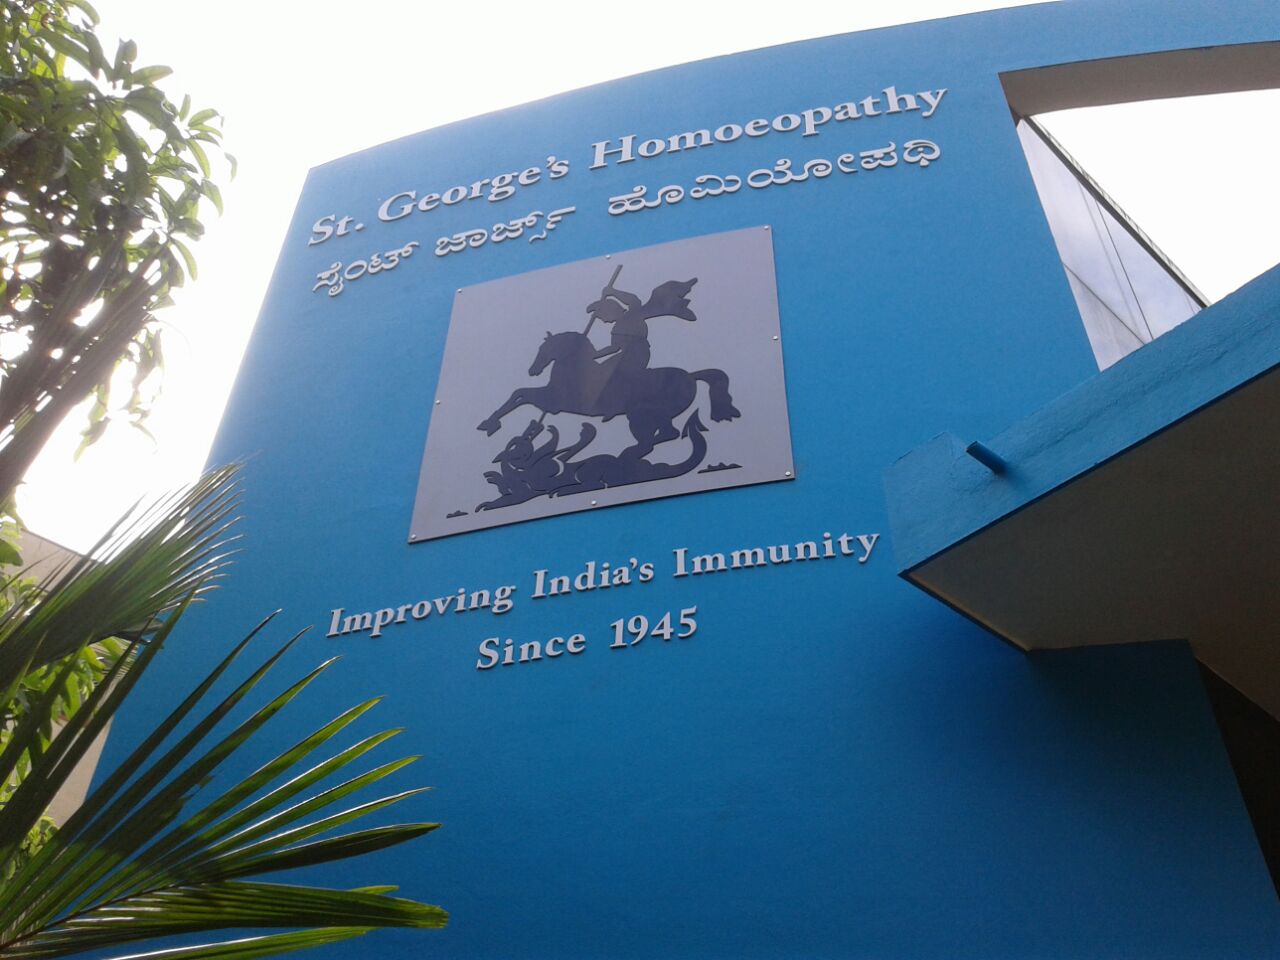 St. George's Homoeopathy
ಸೈಂಟ್ ಜಾರ್ಜ್ಸ್ ಹೊಮಿಯೋಪಥಿ
Improving India's Immunity
Since 1945